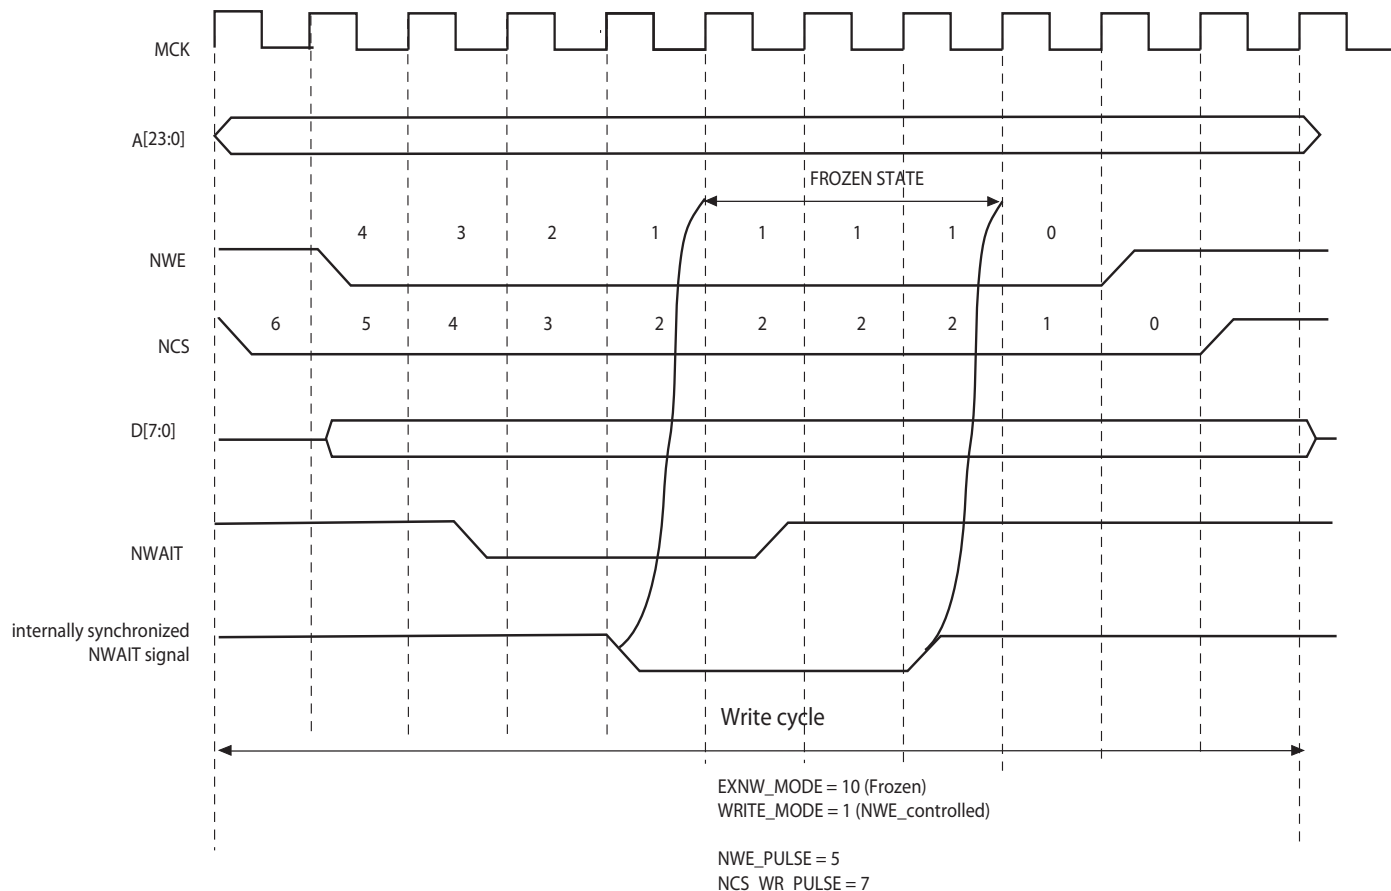 MCK
A[23:0]
FROZEN STATE
4 3 2 1 1 1 1 0
NWE
6 5 4 3 2 2 2 2 1 0
NCS
D[7:0]
NWAIT
internally synchronized
NWAIT signal
Write cycle
EXNW_MODE = 10 (Frozen)
WRITE_MODE = 1 (NWE_controlled)
NWE_PULSE = 5
NCS_WR_PULSE = 7